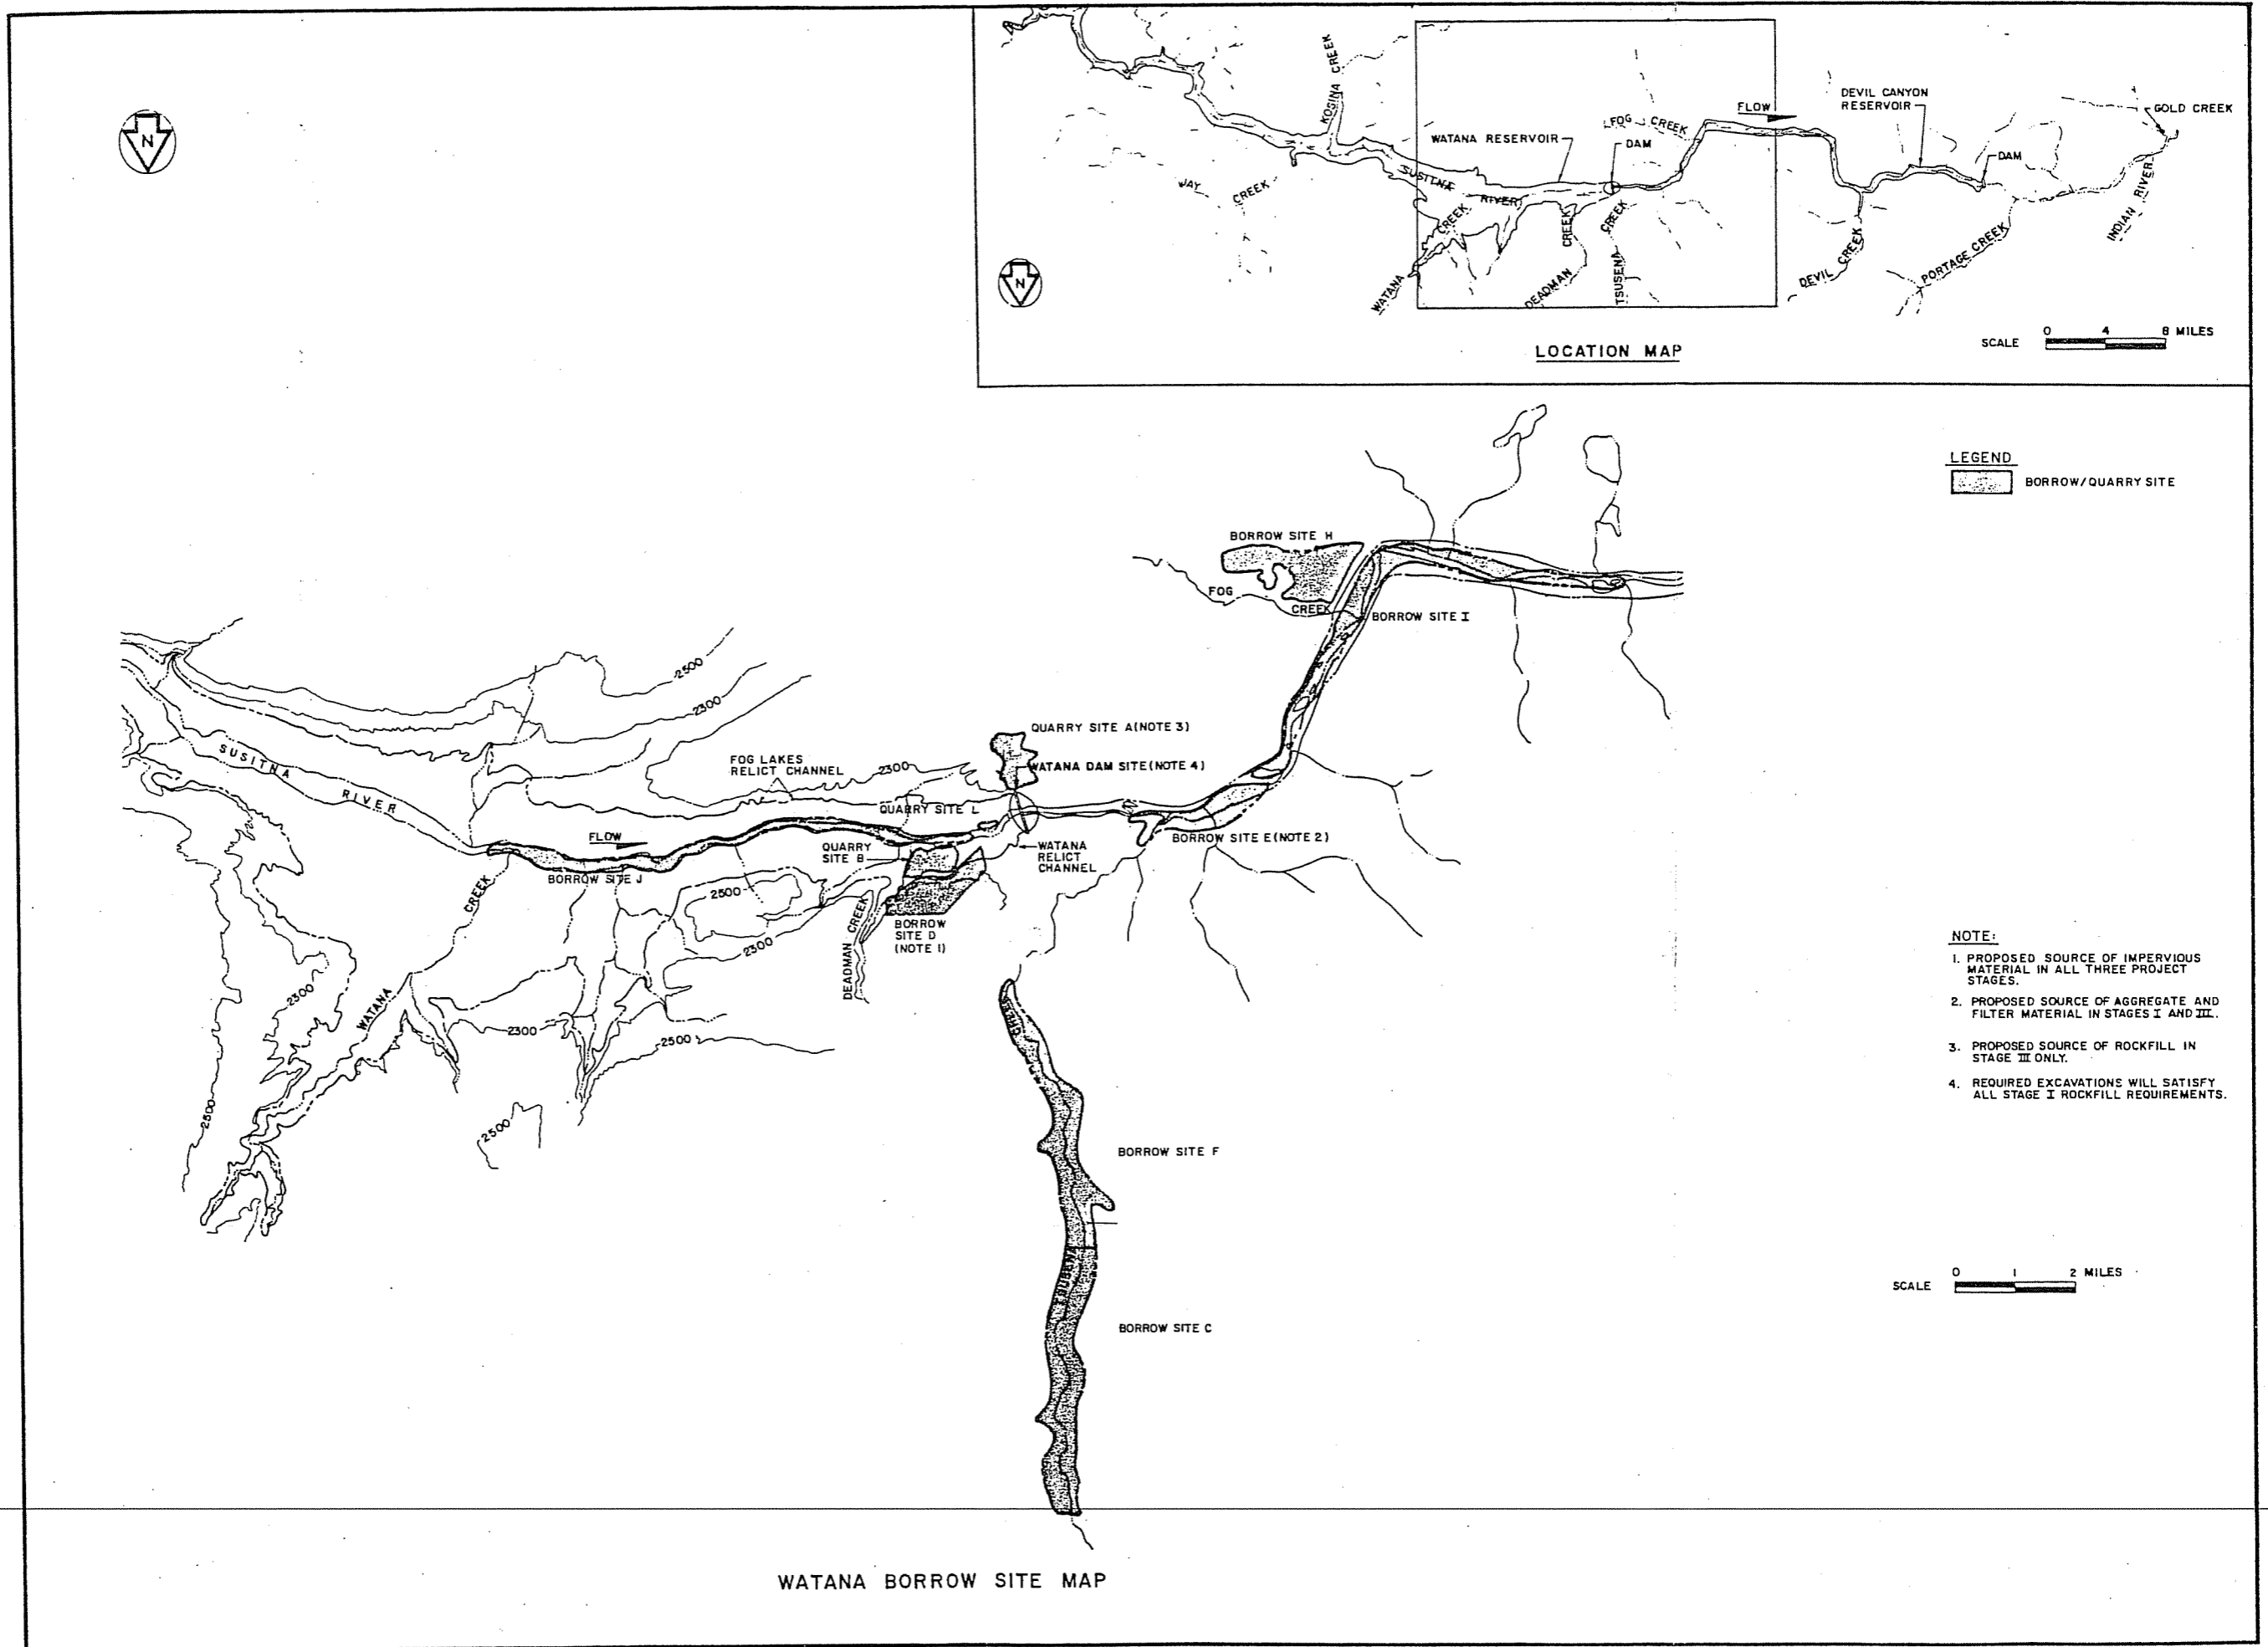 N
KOSINA CREEK
WATANA RESERVOIR
FOG CREEK
FLOW
DAM
DEVIL CANYON
RESERVOIR
GOLD CREEK
DAM
WAY CREEK
SUSITNA
RIVER
WATANA CREEK
DEADMAN CREEK
TSUSENA CREEK
DEVIL CREEK
PORTAGE CREEK
INDIAN RIVER
N
LOCATION MAP
SCALE
0 4 8 MILES
LEGEND
BORROW/QUARRY SITE
BORROW SITE H
FOG CREEK
BORROW SITE I
2500
2300
SUSITNA RIVER
QUARRY SITE A (NOTE 3)
WATANA DAM SITE (NOTE 4)
FOG LAKES
RELICT CHANNEL
2300
QUARRY SITE L
FLOW
BORROW SITE E (NOTE 2)
QUARRY
SITE B
WATANA
RELICT
CHANNEL
BORROW SITE J
2500
BORROW
SITE D
(NOTE 1)
DEADMAN CREEK
2300
WATANA CREEK
2300
2300
2500
2500
2500
CREEK
BORROW SITE F
TSUSENA
BORROW SITE C
NOTE:
1. PROPOSED SOURCE OF IMPERVIOUS
MATERIAL IN ALL THREE PROJECT
STAGES.
2. PROPOSED SOURCE OF AGGREGATE AND
FILTER MATERIAL IN STAGES I AND III.
3. PROPOSED SOURCE OF ROCKFILL IN
STAGE III ONLY.
4. REQUIRED EXCAVATIONS WILL SATISFY
ALL STAGE I ROCKFILL REQUIREMENTS.
SCALE
0 1 2 MILES
WATANA BORROW SITE MAP